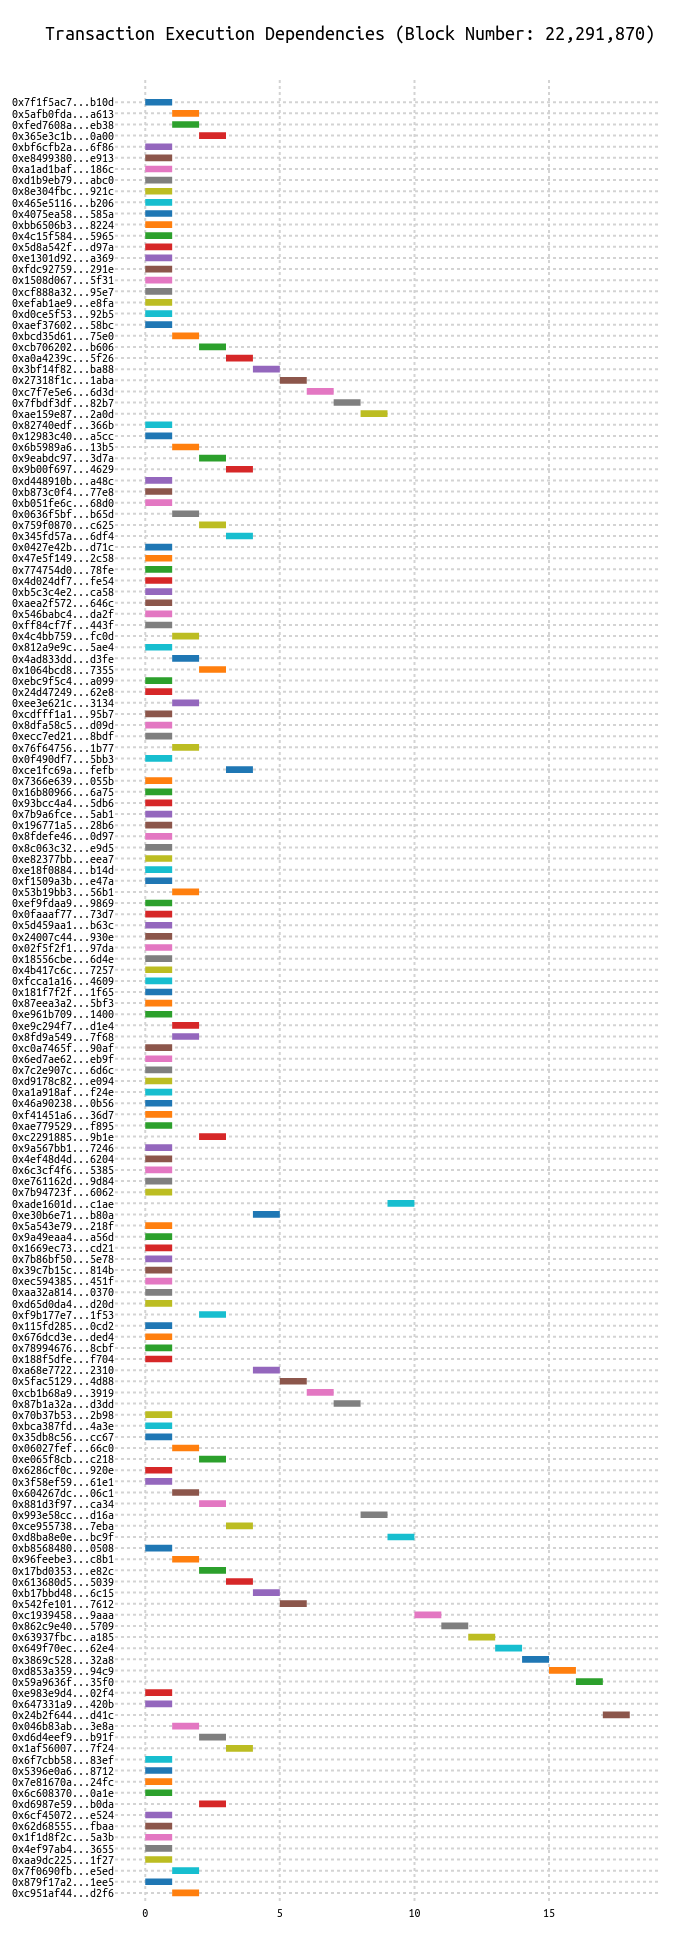 Transaction Execution Dependencies (Block Number: 22,291,870)
0x7f1f5ac7...b10d
0x5afb0fda...a613
0xfed7608a...eb38
0x365e3c1b...0a00
0xbf6cfb2a...6f86
0xe8499380...e913
0xa1ad1baf...186c
0xd1b9eb79...abc0
0x8e304fbc...921c
0x465e5116...b206
0x4075ea58...585a
0xbb6506b3...8224
0x4c15f584...5965
0x5d8a542f...d97a
0xe1301d92...a369
0xfdc92759...291e
0x1508d067...5f31
0xcf888a32...95e7
0xefab1ae9...e8fa
0xd0ce5f53...92b5
0xaef37602...58bc
0xbcd35d61...75e0
0xcb706202...b606
0xa0a4239c...5f26
0x3bf14f82...ba88
0x27318f1c...1aba
0xc7f7e5e6...6d3d
0x7fbdf3df...82b7
0xae159e87...2a0d
0x82740edf...366b
0x12983c40...a5cc
0x6b5989a6...13b5
0x9eabdc97...3d7a
0x9b00f697...4629
0xd448910b...a48c
0xb873c0f4...77e8
0xb051fe6c...68d0
0x0636f5bf...b65d
0x759f0870...c625
0x345fd57a...6df4
0x0427e42b...d71c
0x47e5f149...2c58
0x774754d0...78fe
0x4d024df7...fe54
0xb5c3c4e2...ca58
0xaea2f572...646c
0x546babc4...da2f
0xff84cf7f...443f
0x4c4bb759...fc0d
0x812a9e9c...5ae4
0x4ad833dd...d3fe
0x1064bcd8...7355
0xebc9f5c4...a099
0x24d47249...62e8
0xee3e621c...3134
0xcdfff1a1...95b7
0x8dfa58c5...d09d
0xecc7ed21...8bdf
0x76f64756...1b77
0x0f490df7...5bb3
0xce1fc69a...fefb
0x7366e639...055b
0x16b80966...6a75
0x93bcc4a4...5db6
0x7b9a6fce...5ab1
0x196771a5...28b6
0x8fdefe46...0d97
0x8c063c32...e9d5
0xe82377bb...eea7
0xe18f0884...b14d
0xf1509a3b...e47a
0x53b19bb3...56b1
0xef9fdaa9...9869
0x0faaaf77...73d7
0x5d459aa1...b63c
0x24007c44...930e
0x02f5f2f1...97da
0x18556cbe...6d4e
0x4b417c6c...7257
0xfcca1a16...4609
0x181f7f2f...1f65
0x87eea3a2...5bf3
0xe961b709...1400
0xe9c294f7...d1e4
0x8fd9a549...7f68
0xc0a7465f...90af
0x6ed7ae62...eb9f
0x7c2e907c...6d6c
0xd9178c82...e094
0xa1a918af...f24e
0x46a90238...0b56
0xf41451a6...36d7
0xae779529...f895
0xc2291885...9b1e
0x9a567bb1...7246
0x4ef48d4d...6204
0x6c3cf4f6...5385
0xe761162d...9d84
0x7b94723f...6062
0xade1601d...c1ae
0xe30b6e71...b80a
0x5a543e79...218f
0x9a49eaa4...a56d
0x1669ec73...cd21
0x7b86bf50...5e78
0x39c7b15c...814b
0xec594385...451f
0xaa32a814...0370
0xd65d0da4...d20d
0xf9b177e7...1f53
0x115fd285...0cd2
0x676dcd3e...ded4
0x78994676...8cbf
0x188f5dfe...f704
0xa68e7722...2310
0x5fac5129...4d88
0xcb1b68a9...3919
0x87b1a32a...d3dd
0x70b37b53...2b98
0xbca387fd...4a3e
0x35db8c56...cc67
0x06027fef...66c0
0xe065f8cb...c218
0x6286cf0c...920e
0x3f58ef59...61e1
0x604267dc...06c1
0x881d3f97...ca34
0x993e58cc...d16a
0xce955738...7eba
0xd8ba8e0e...bc9f
0xb8568480...0508
0x96feebe3...c8b1
0x17bd0353...e82c
0x613680d5...5039
0xb17bbd48...6c15
0x542fe101...7612
0xc1939458...9aaa
0x862c9e40...5709
0x63937fbc...a185
0x649f70ec...62e4
0x3869c528...32a8
0xd853a359...94c9
0x59a9636f...35f0
0xe983e9d4...02f4
0x647331a9...420b
0x24b2f644...d41c
0x046b83ab...3e8a
0xd6d4eef9...b91f
0x1af56007...7f24
0x6f7cbb58...83ef
0x5396e0a6...8712
0x7e81670a...24fc
0x6c608370...0a1e
0xd6987e59...b0da
0x6cf45072...e524
0x62d68555...fbaa
0x1f1d8f2c...5a3b
0x4ef97ab4...3655
0xaa9dc225...1f27
0x7f0690fb...e5ed
0x879f17a2...1ee5
0xc951af44...d2f6
0 5 10 15